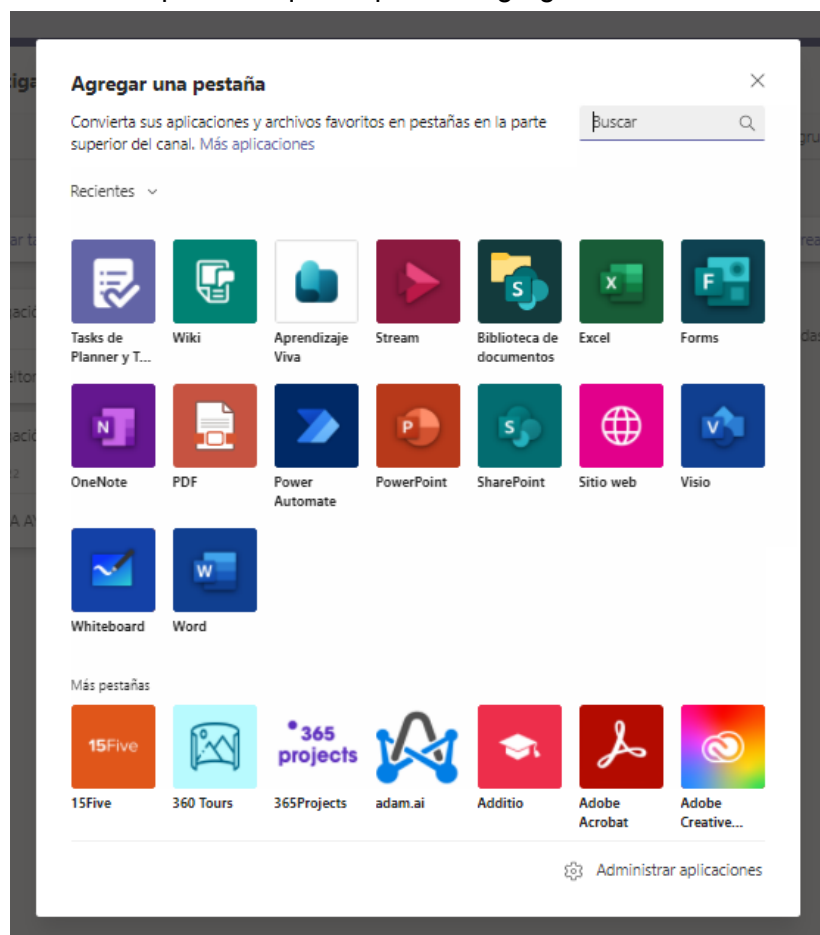 Agregar una pestaña
Convierta sus aplicaciones y archivos favoritos en pestañas en la parte
superior del canal. Más aplicaciones
Buscar
Recientes
Tasks de
Planner y T...
Wiki
Aprendizaje
Viva
Stream
Biblioteca de
documentos
Excel
Forms
OneNote
PDF
Power
Automate
PowerPoint
SharePoint
Sitio web
Visio
Whiteboard
Word
Más pestañas
15Five
365
projects
15Five
360 Tours
365Projects
adam.ai
Additio
Adobe
Acrobat
Adobe
Creative...
Administrar aplicaciones